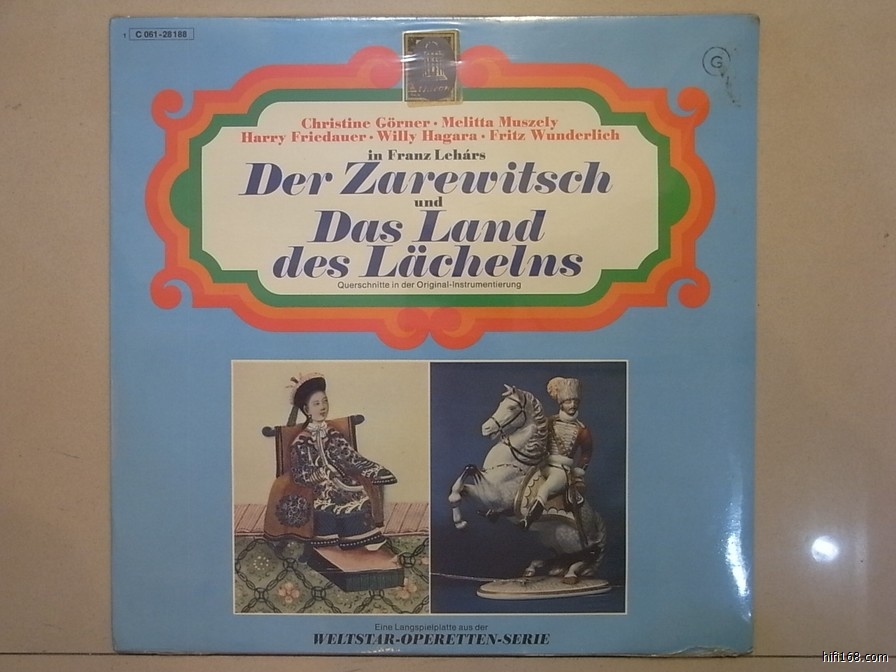 1 C 061-28188
G
Christine Görner · Melitta Muszely
Harry Friedauer · Willy Hagara · Fritz Wunderlich
in Franz Lehárs
Der Zarewitsch
und
Das Land
des Lächelns
Querschnitte in der Original-Instrumentierung
Eine Langspielplatte aus der
WELTSTAR-OPERETTEN-SERIE
hifi168.com